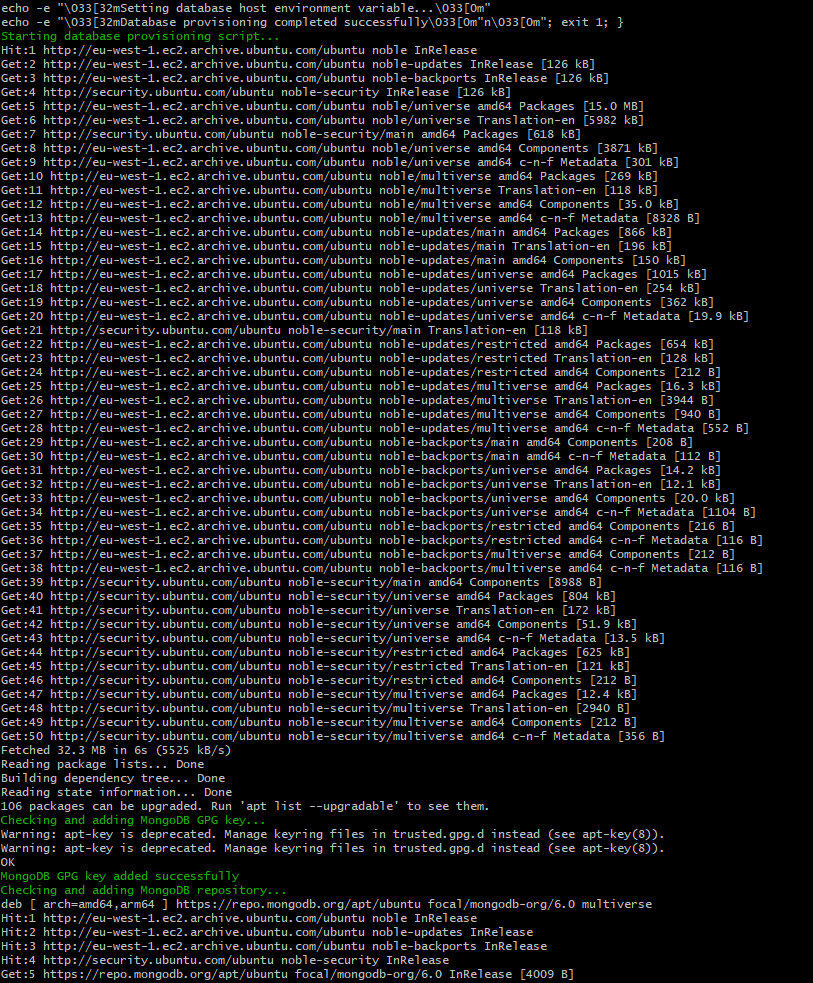 echo -e "\033[32mSetting database host environment variable...\033[0m"
echo -e "\033[32mDatabase provisioning completed successfully\033[0m"n\033[0m"; exit 1; }
Starting database provisioning script...
Hit:1 http://eu-west-1.ec2.archive.ubuntu.com/ubuntu noble InRelease
Get:2 http://eu-west-1.ec2.archive.ubuntu.com/ubuntu noble-updates InRelease [126 kB]
Get:3 http://eu-west-1.ec2.archive.ubuntu.com/ubuntu noble-backports InRelease [126 kB]
Get:4 http://security.ubuntu.com/ubuntu noble-security InRelease [126 kB]
Get:5 http://eu-west-1.ec2.archive.ubuntu.com/ubuntu noble/universe amd64 Packages [15.0 MB]
Get:6 http://eu-west-1.ec2.archive.ubuntu.com/ubuntu noble/universe Translation-en [5982 kB]
Get:7 http://security.ubuntu.com/ubuntu noble-security/main amd64 Packages [618 kB]
Get:8 http://eu-west-1.ec2.archive.ubuntu.com/ubuntu noble/universe amd64 Components [3871 kB]
Get:9 http://eu-west-1.ec2.archive.ubuntu.com/ubuntu noble/universe amd64 c-n-f Metadata [301 kB]
Get:10 http://eu-west-1.ec2.archive.ubuntu.com/ubuntu noble/multiverse amd64 Packages [269 kB]
Get:11 http://eu-west-1.ec2.archive.ubuntu.com/ubuntu noble/multiverse Translation-en [118 kB]
Get:12 http://eu-west-1.ec2.archive.ubuntu.com/ubuntu noble/multiverse amd64 Components [35.0 kB]
Get:13 http://eu-west-1.ec2.archive.ubuntu.com/ubuntu noble/multiverse amd64 c-n-f Metadata [8328 B]
Get:14 http://eu-west-1.ec2.archive.ubuntu.com/ubuntu noble-updates/main amd64 Packages [866 kB]
Get:15 http://eu-west-1.ec2.archive.ubuntu.com/ubuntu noble-updates/main Translation-en [196 kB]
Get:16 http://eu-west-1.ec2.archive.ubuntu.com/ubuntu noble-updates/main amd64 Components [150 kB]
Get:17 http://eu-west-1.ec2.archive.ubuntu.com/ubuntu noble-updates/universe amd64 Packages [1015 kB]
Get:18 http://eu-west-1.ec2.archive.ubuntu.com/ubuntu noble-updates/universe Translation-en [254 kB]
Get:19 http://eu-west-1.ec2.archive.ubuntu.com/ubuntu noble-updates/universe amd64 Components [362 kB]
Get:20 http://eu-west-1.ec2.archive.ubuntu.com/ubuntu noble-updates/universe amd64 c-n-f Metadata [19.9 kB]
Get:21 http://security.ubuntu.com/ubuntu noble-security/main Translation-en [118 kB]
Get:22 http://eu-west-1.ec2.archive.ubuntu.com/ubuntu noble-updates/restricted amd64 Packages [654 kB]
Get:23 http://eu-west-1.ec2.archive.ubuntu.com/ubuntu noble-updates/restricted Translation-en [128 kB]
Get:24 http://eu-west-1.ec2.archive.ubuntu.com/ubuntu noble-updates/restricted amd64 Components [212 B]
Get:25 http://eu-west-1.ec2.archive.ubuntu.com/ubuntu noble-updates/multiverse amd64 Packages [16.3 kB]
Get:26 http://eu-west-1.ec2.archive.ubuntu.com/ubuntu noble-updates/multiverse Translation-en [3944 B]
Get:27 http://eu-west-1.ec2.archive.ubuntu.com/ubuntu noble-updates/multiverse amd64 Components [940 B]
Get:28 http://eu-west-1.ec2.archive.ubuntu.com/ubuntu noble-updates/multiverse amd64 c-n-f Metadata [552 B]
Get:29 http://eu-west-1.ec2.archive.ubuntu.com/ubuntu noble-backports/main amd64 Components [208 B]
Get:30 http://eu-west-1.ec2.archive.ubuntu.com/ubuntu noble-backports/main amd64 c-n-f Metadata [112 B]
Get:31 http://eu-west-1.ec2.archive.ubuntu.com/ubuntu noble-backports/universe amd64 Packages [14.2 kB]
Get:32 http://eu-west-1.ec2.archive.ubuntu.com/ubuntu noble-backports/universe Translation-en [12.1 kB]
Get:33 http://eu-west-1.ec2.archive.ubuntu.com/ubuntu noble-backports/universe amd64 Components [20.0 kB]
Get:34 http://eu-west-1.ec2.archive.ubuntu.com/ubuntu noble-backports/universe amd64 c-n-f Metadata [1104 B]
Get:35 http://eu-west-1.ec2.archive.ubuntu.com/ubuntu noble-backports/restricted amd64 Components [216 B]
Get:36 http://eu-west-1.ec2.archive.ubuntu.com/ubuntu noble-backports/restricted amd64 c-n-f Metadata [116 B]
Get:37 http://eu-west-1.ec2.archive.ubuntu.com/ubuntu noble-backports/multiverse amd64 Components [212 B]
Get:38 http://eu-west-1.ec2.archive.ubuntu.com/ubuntu noble-backports/multiverse amd64 c-n-f Metadata [116 B]
Get:39 http://security.ubuntu.com/ubuntu noble-security/main amd64 Components [8988 B]
Get:40 http://security.ubuntu.com/ubuntu noble-security/universe amd64 Packages [804 kB]
Get:41 http://security.ubuntu.com/ubuntu noble-security/universe Translation-en [172 kB]
Get:42 http://security.ubuntu.com/ubuntu noble-security/universe amd64 Components [51.9 kB]
Get:43 http://security.ubuntu.com/ubuntu noble-security/universe amd64 c-n-f Metadata [13.5 kB]
Get:44 http://security.ubuntu.com/ubuntu noble-security/restricted amd64 Packages [625 kB]
Get:45 http://security.ubuntu.com/ubuntu noble-security/restricted Translation-en [121 kB]
Get:46 http://security.ubuntu.com/ubuntu noble-security/restricted amd64 Components [212 B]
Get:47 http://security.ubuntu.com/ubuntu noble-security/multiverse amd64 Packages [12.4 kB]
Get:48 http://security.ubuntu.com/ubuntu noble-security/multiverse Translation-en [2940 B]
Get:49 http://security.ubuntu.com/ubuntu noble-security/multiverse amd64 Components [212 B]
Get:50 http://security.ubuntu.com/ubuntu noble-security/multiverse amd64 c-n-f Metadata [356 B]
Fetched 32.3 MB in 6s (5525 kB/s)
Reading package lists... Done
Building dependency tree... Done
Reading state information... Done
106 packages can be upgraded. Run 'apt list --upgradable' to see them.
Checking and adding MongoDB GPG key...
Warning: apt-key is deprecated. Manage keyring files in trusted.gpg.d instead (see apt-key(8)).
Warning: apt-key is deprecated. Manage keyring files in trusted.gpg.d instead (see apt-key(8)).
OK
MongoDB GPG key added successfully
Checking and adding MongoDB repository...
deb [ arch=amd64,arm64 ] https://repo.mongodb.org/apt/ubuntu focal/mongodb-org/6.0 multiverse
Hit:1 http://eu-west-1.ec2.archive.ubuntu.com/ubuntu noble InRelease
Hit:2 http://eu-west-1.ec2.archive.ubuntu.com/ubuntu noble-updates InRelease
Hit:3 http://eu-west-1.ec2.archive.ubuntu.com/ubuntu noble-backports InRelease
Hit:4 http://security.ubuntu.com/ubuntu noble-security InRelease
Get:5 https://repo.mongodb.org/apt/ubuntu focal/mongodb-org/6.0 InRelease [4009 B]